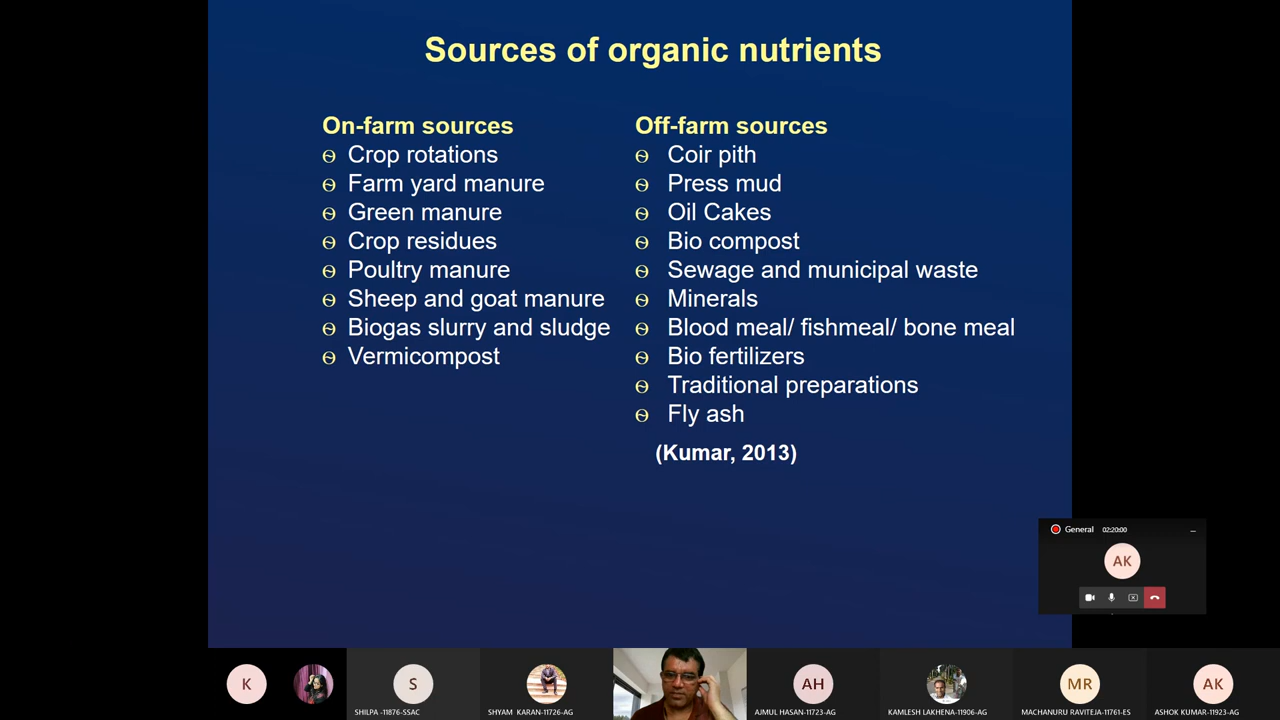 Sources of organic nutrients
On-farm sources
Crop rotations
Farm yard manure
Green manure
Crop residues
Poultry manure
Sheep and goat manure
Biogas slurry and sludge
Vermicompost
Off-farm sources
Coir pith
Press mud
Oil Cakes
Bio compost
Sewage and municipal waste
Minerals
Blood meal/ fishmeal/ bone meal
Bio fertilizers
Traditional preparations
Fly ash
(Kumar, 2013)
General 02:20:00
AK
K
S
AH
MR
AK
SHILPA -11876-SSAC
SHYAM KARAN-11726-AG
AJMUL HASAN-11723-AG
KAMLESH LAKHENA-11906-AG
MACHANURU RAVITEJA-11761-ES
ASHOK KUMAR-11923-AG